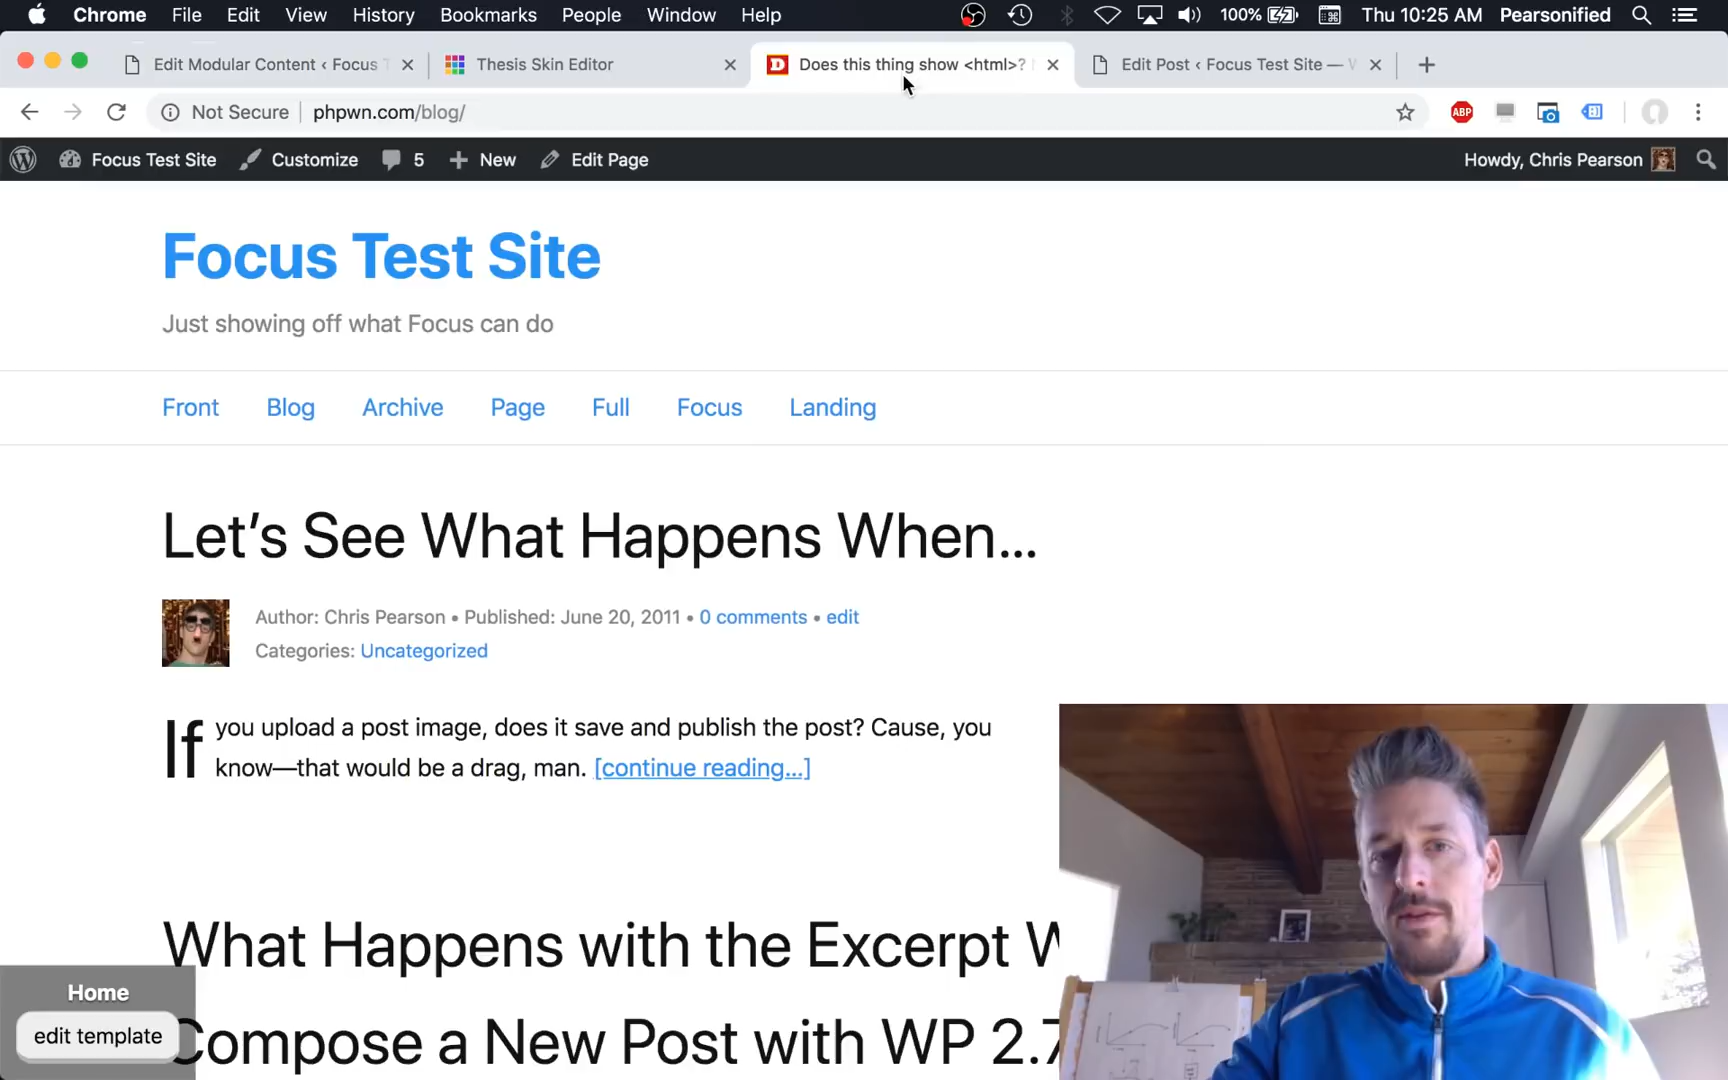 Chrome File Edit View History Bookmarks People Window Help 100% Thu 10:25 AM Pearsonified
Edit Modular Content ‹ Focus Thesis Skin Editor Does this thing show <html>? Edit Post ‹ Focus Test Site —
Not Secure phpwn.com/blog/ ABP
Focus Test Site Customize 5 New Edit Page Howdy, Chris Pearson
Focus Test Site
Just showing off what Focus can do
Front Blog Archive Page Full Focus Landing
Let’s See What Happens When…
Author: Chris Pearson • Published: June 20, 2011 • 0 comments • edit
Categories: Uncategorized
If you upload a post image, does it save and publish the post? Cause, you
know—that would be a drag, man. [continue reading…]
What Happens with the Excerpt
Home
edit template
Compose a New Post with WP 2.7